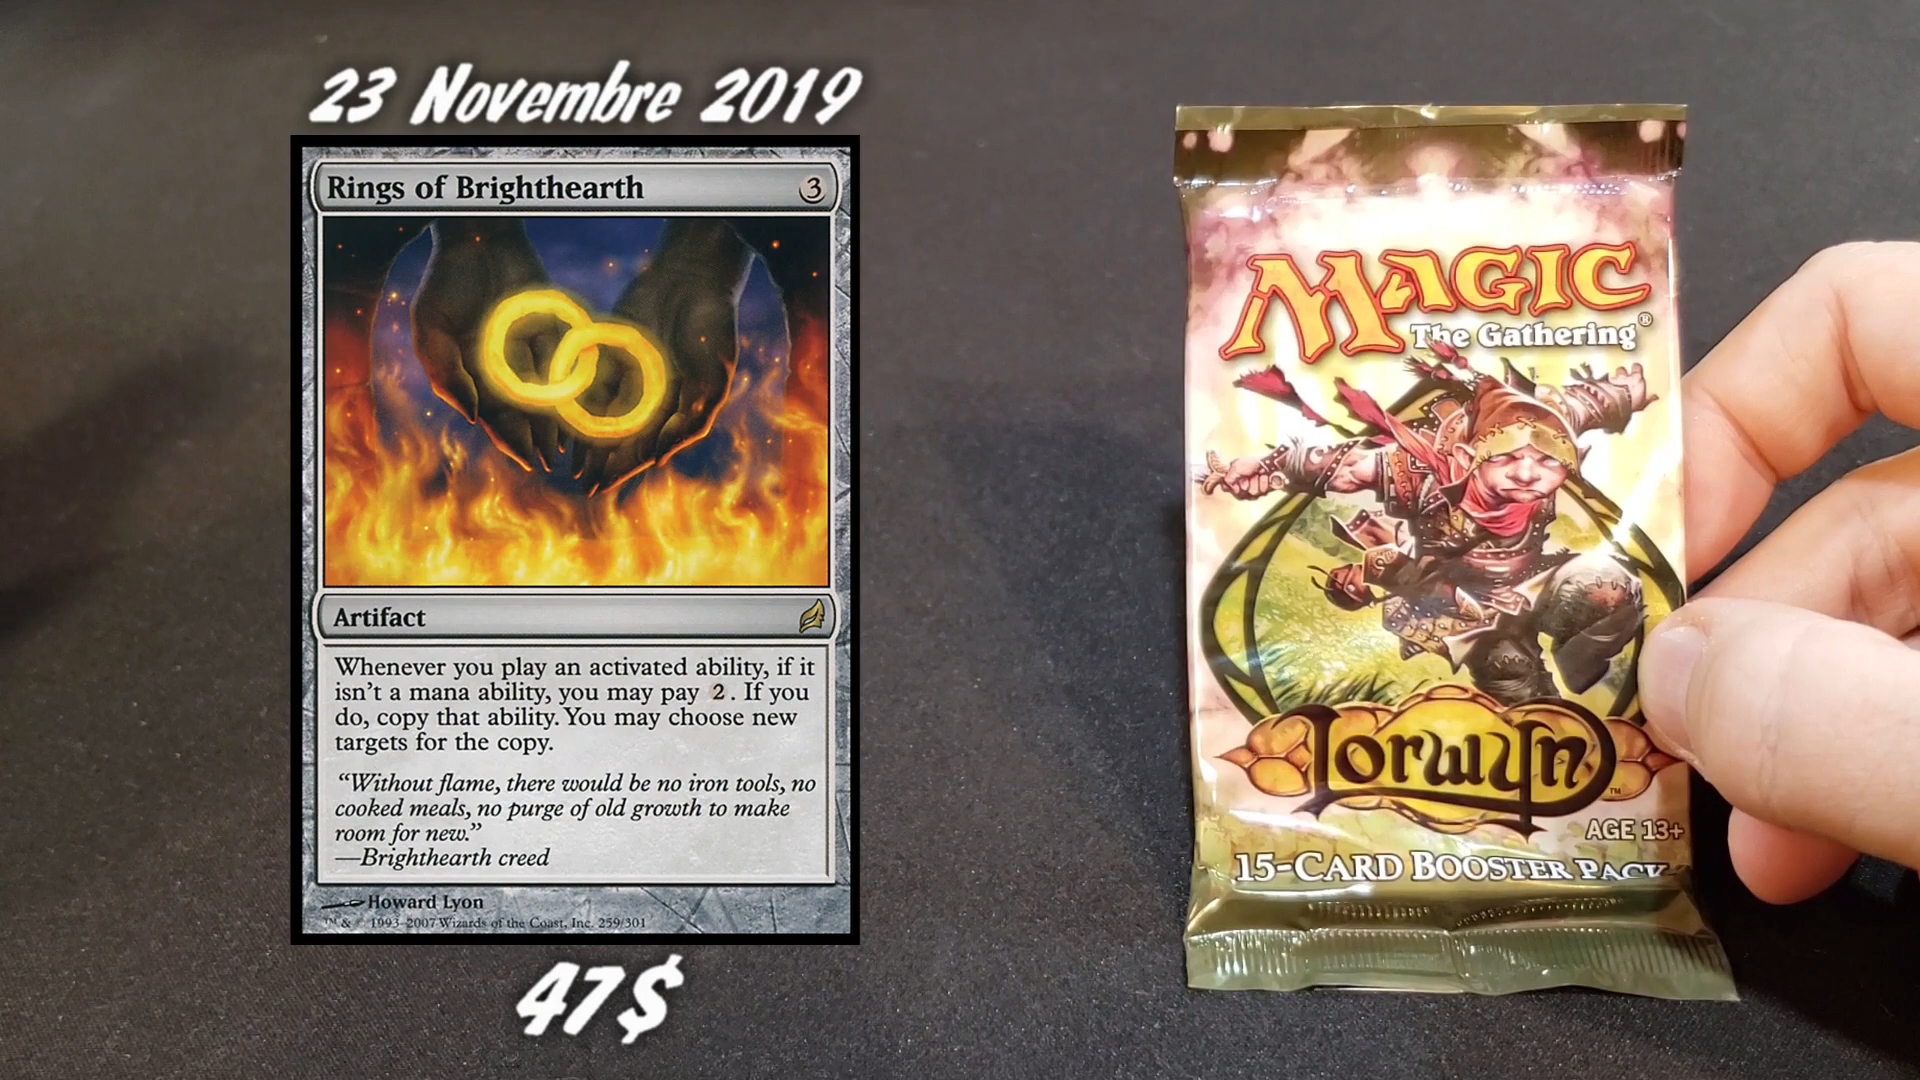 23 Novembre 2019
Rings of Brighthearth
3
Artifact
Whenever you play an activated ability, if it
isn't a mana ability, you may pay 2. If you
do, copy that ability. You may choose new
targets for the copy.
“Without flame, there would be no iron tools, no
cooked meals, no purge of old growth to make
room for new.”
—Brighthearth creed
Howard Lyon
™ & © 1993–2007 Wizards of the Coast, Inc. 259/301
47$
MAGIC
The Gathering®
Lorwyn™
AGE 13+
15-CARD BOOSTER PACK